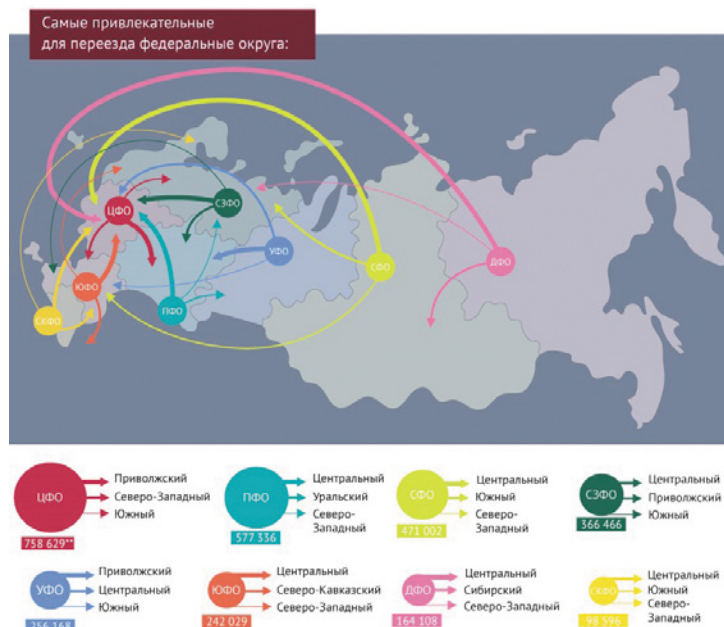 Самые привлекательные
для переезда федеральные округа:
ЦФО
СЗФО
УФО
СФО
ДФО
ЮФО
ПФО
СКФО
ЦФО
Приволжский
Северо-Западный
Южный
758 629**
ПФО
Центральный
Уральский
Северо-
Западный
577 336
СФО
Центральный
Южный
Северо-
Западный
471 002
СЗФО
Центральный
Приволжский
Южный
366 466
УФО
Приволжский
Центральный
Южный
256 168
ЮФО
Центральный
Северо-Кавказский
Северо-Западный
242 029
ДФО
Центральный
Сибирский
Северо-Западный
164 108
СКФО
Центральный
Южный
Северо-
Западный
98 596